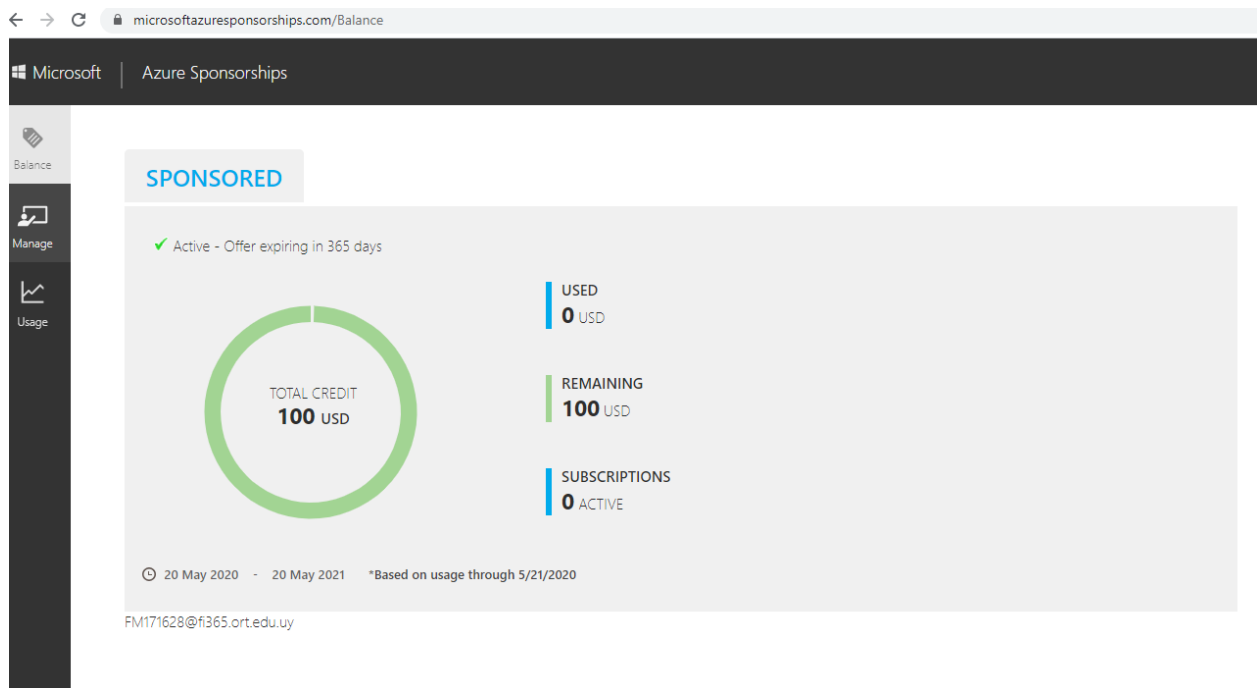 microsoftazuresponsorships.com/Balance
Microsoft | Azure Sponsorships
Balance
Manage
Usage
SPONSORED
Active - Offer expiring in 365 days
TOTAL CREDIT
100 USD
USED
0 USD
REMAINING
100 USD
SUBSCRIPTIONS
0 ACTIVE
20 May 2020 - 20 May 2021 *Based on usage through 5/21/2020
FM171628@fi365.ort.edu.uy